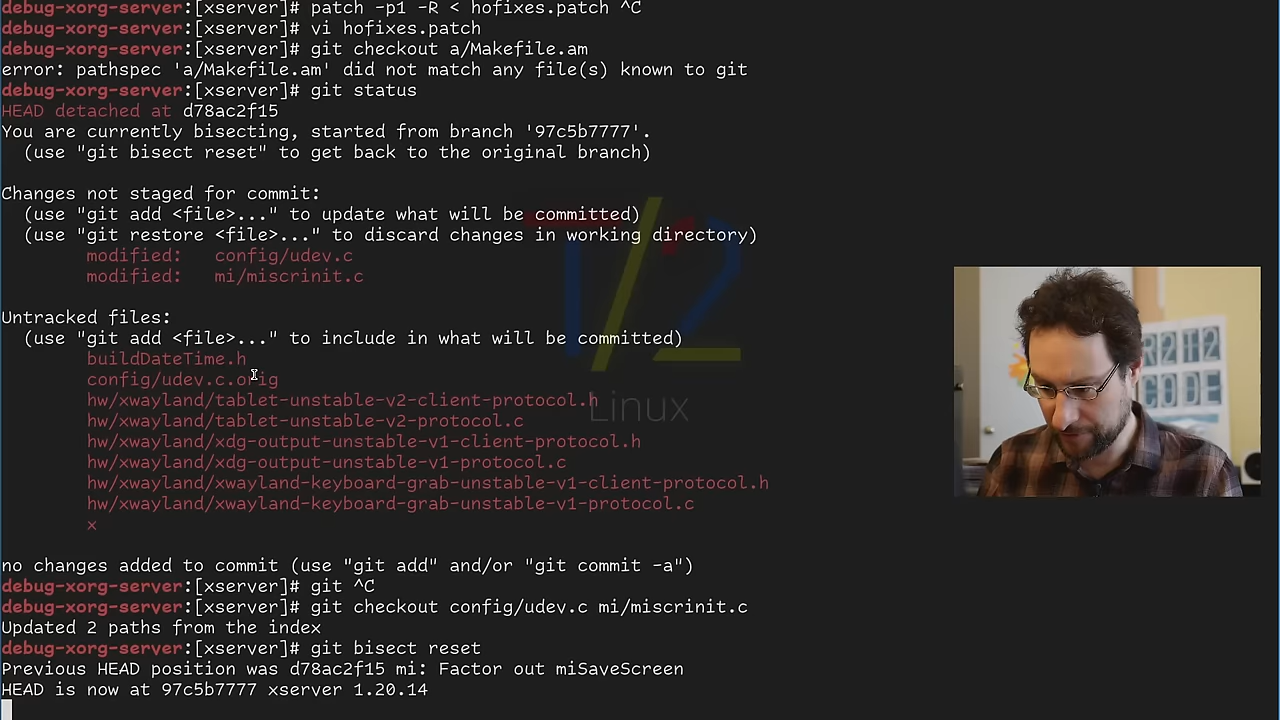 debug-xorg-server:[xserver]# patch -p1 -R < hofixes.patch ^C
debug-xorg-server:[xserver]# vi hofixes.patch
debug-xorg-server:[xserver]# git checkout a/Makefile.am
error: pathspec 'a/Makefile.am' did not match any file(s) known to git
debug-xorg-server:[xserver]# git status
HEAD detached at d78ac2f15
You are currently bisecting, started from branch '97c5b7777'.
  (use "git bisect reset" to get back to the original branch)
Changes not staged for commit:
  (use "git add <file>..." to update what will be committed)
  (use "git restore <file>..." to discard changes in working directory)
        modified:   config/udev.c
        modified:   mi/miscrinit.c
Untracked files:
  (use "git add <file>..." to include in what will be committed)
        buildDateTime.h
        config/udev.c.orig
        hw/xwayland/tablet-unstable-v2-client-protocol.h
        hw/xwayland/tablet-unstable-v2-protocol.c
        hw/xwayland/xdg-output-unstable-v1-client-protocol.h
        hw/xwayland/xdg-output-unstable-v1-protocol.c
        hw/xwayland/xwayland-keyboard-grab-unstable-v1-client-protocol.h
        hw/xwayland/xwayland-keyboard-grab-unstable-v1-protocol.c
        x
no changes added to commit (use "git add" and/or "git commit -a")
debug-xorg-server:[xserver]# git ^C
debug-xorg-server:[xserver]# git checkout config/udev.c mi/miscrinit.c
Updated 2 paths from the index
debug-xorg-server:[xserver]# git bisect reset
Previous HEAD position was d78ac2f15 mi: Factor out miSaveScreen
HEAD is now at 97c5b7777 xserver 1.20.14
T/2
Linux
CODE